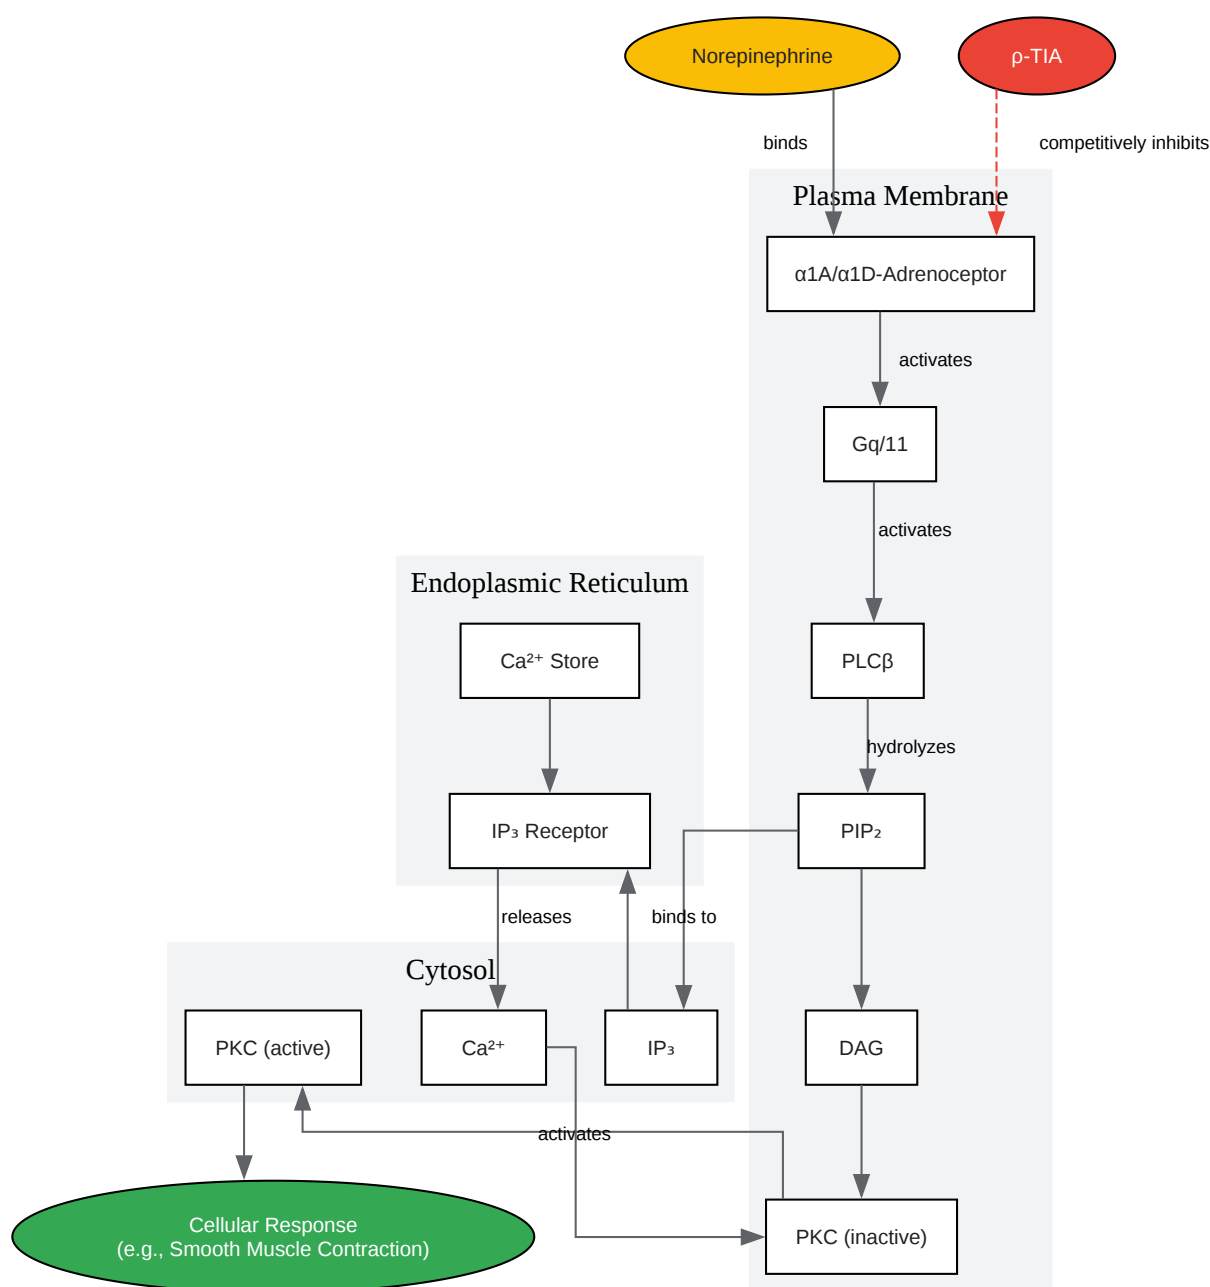 Norepinephrine
ρ-TIA
binds
competitively inhibits
Plasma Membrane
α1A/α1D-Adrenoceptor
activates
Gq/11
activates
Endoplasmic Reticulum
Ca²⁺ Store
PLCβ
hydrolyzes
IP₃ Receptor
PIP₂
releases
binds to
Cytosol
PKC (active)
Ca²⁺
IP₃
DAG
activates
Cellular Response
(e.g., Smooth Muscle Contraction)
PKC (inactive)